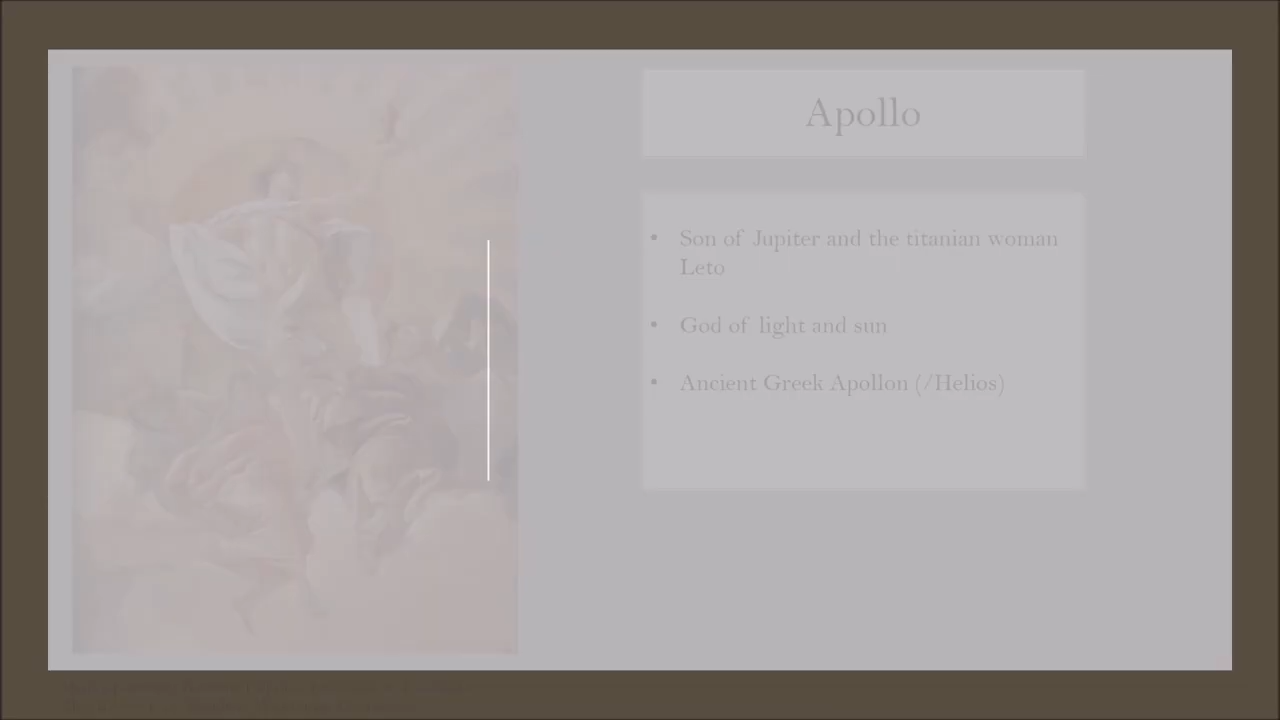 Apollo
• Son of Jupiter and the titanian woman
Leto
• God of light and sun
• Ancient Greek Apollon (/Helios)